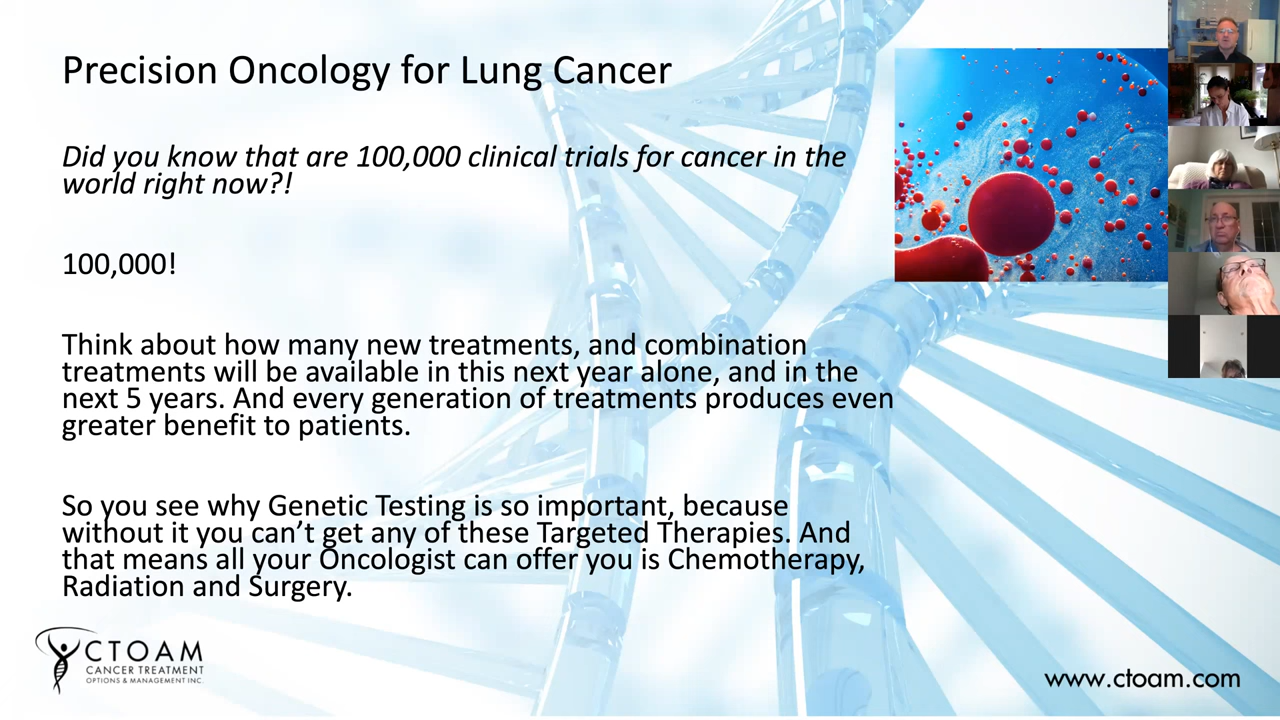 Precision Oncology for Lung Cancer
Did you know that are 100,000 clinical trials for cancer in the
world right now?!
100,000!
Think about how many new treatments, and combination
treatments will be available in this next year alone, and in the
next 5 years. And every generation of treatments produces even
greater benefit to patients.
So you see why Genetic Testing is so important, because
without it you can’t get any of these Targeted Therapies. And
that means all your Oncologist can offer you is Chemotherapy,
Radiation and Surgery.
CTOAM
CANCER TREATMENT
OPTIONS & MANAGEMENT INC.
www.ctoam.com